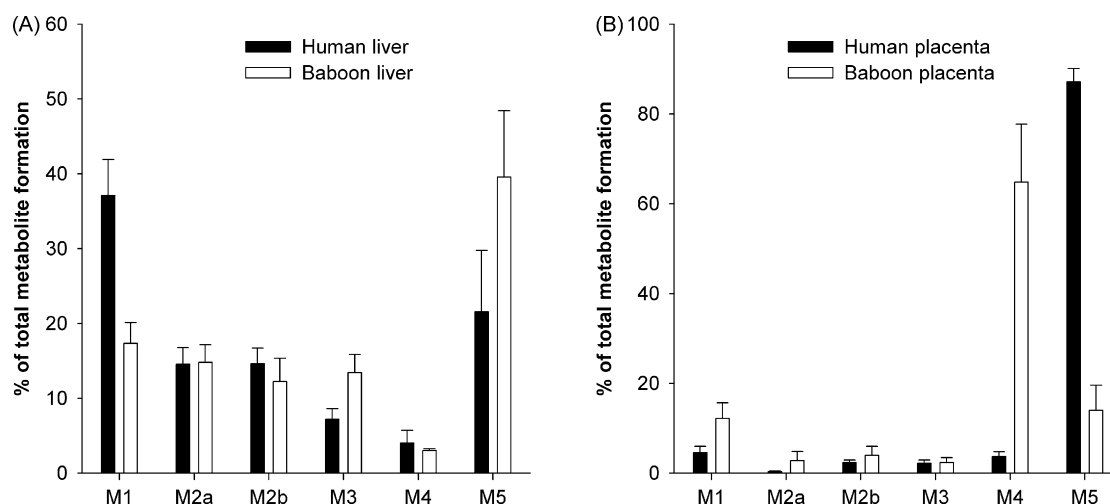 (A)
% of total metabolite formation
60
50
40
30
20
10
0
Human liver
Baboon liver
M1 M2a M2b M3 M4 M5
(B)
% of total metabolite formation
100
80
60
40
20
0
Human placenta
Baboon placenta
M1 M2a M2b M3 M4 M5